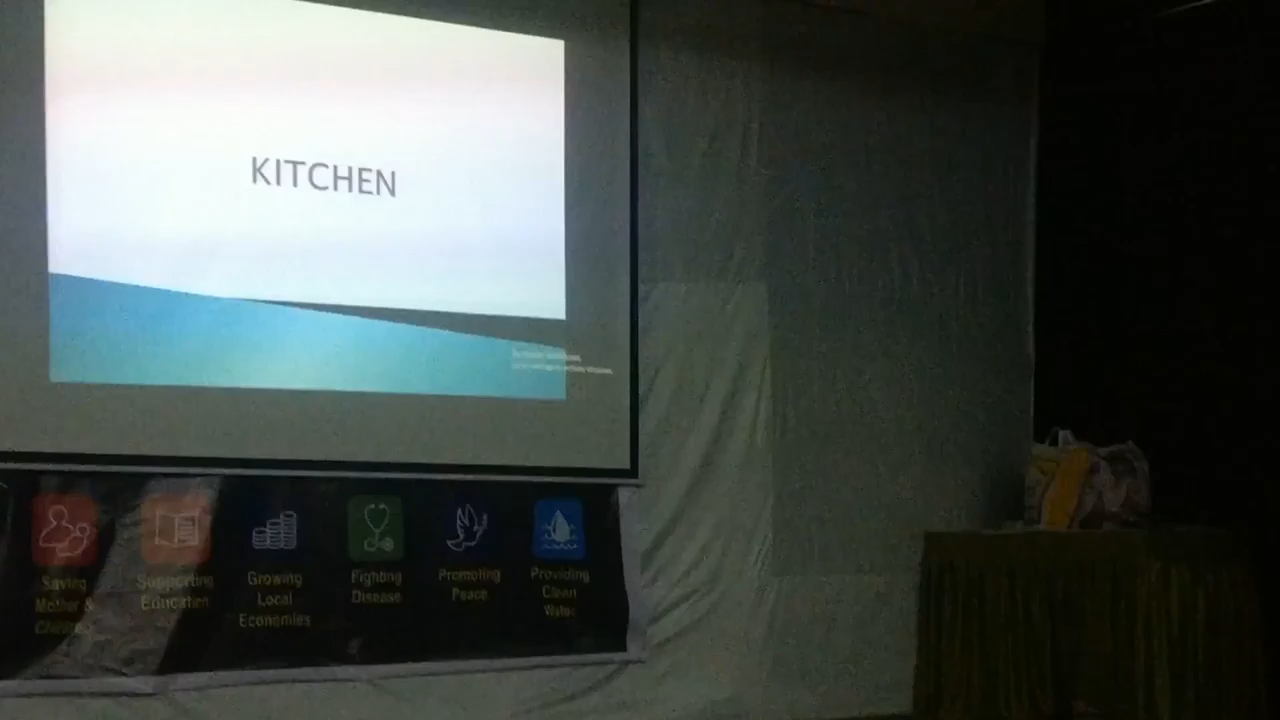 KITCHEN
Saving
Mother &
Supporting
Education
Growing
Local
Economies
Fighting
Disease
Promoting
Peace
Providing
Clean
Water